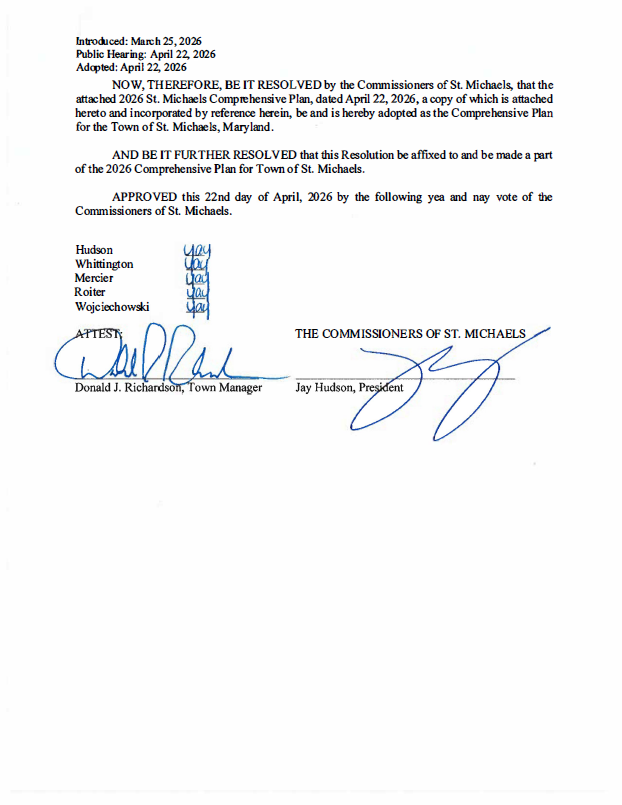 Introduced: March 25, 2026
Public Hearing: April 22, 2026
Adopted: April 22, 2026
NOW, THEREFORE, BE IT RESOLVED by the Commissioners of St. Michaels, that the
attached 2026 St. Michaels Comprehensive Plan, dated April 22, 2026, a copy of which is attached
hereto and incorporated by reference herein, be and is hereby adopted as the Comprehensive Plan
for the Town of St. Michaels, Maryland.
AND BE IT FURTHER RESOLVED that this Resolution be affixed to and be made a part
of the 2026 Comprehensive Plan for Town of St. Michaels.
APPROVED this 22nd day of April, 2026 by the following yea and nay vote of the
Commissioners of St. Michaels.
Hudson yay
Whittington yay
Mercier yay
Roiter yay
Wojciechowski yay
ATTEST: THE COMMISSIONERS OF ST. MICHAELS
Donald J. Richardson, Town Manager Jay Hudson, President